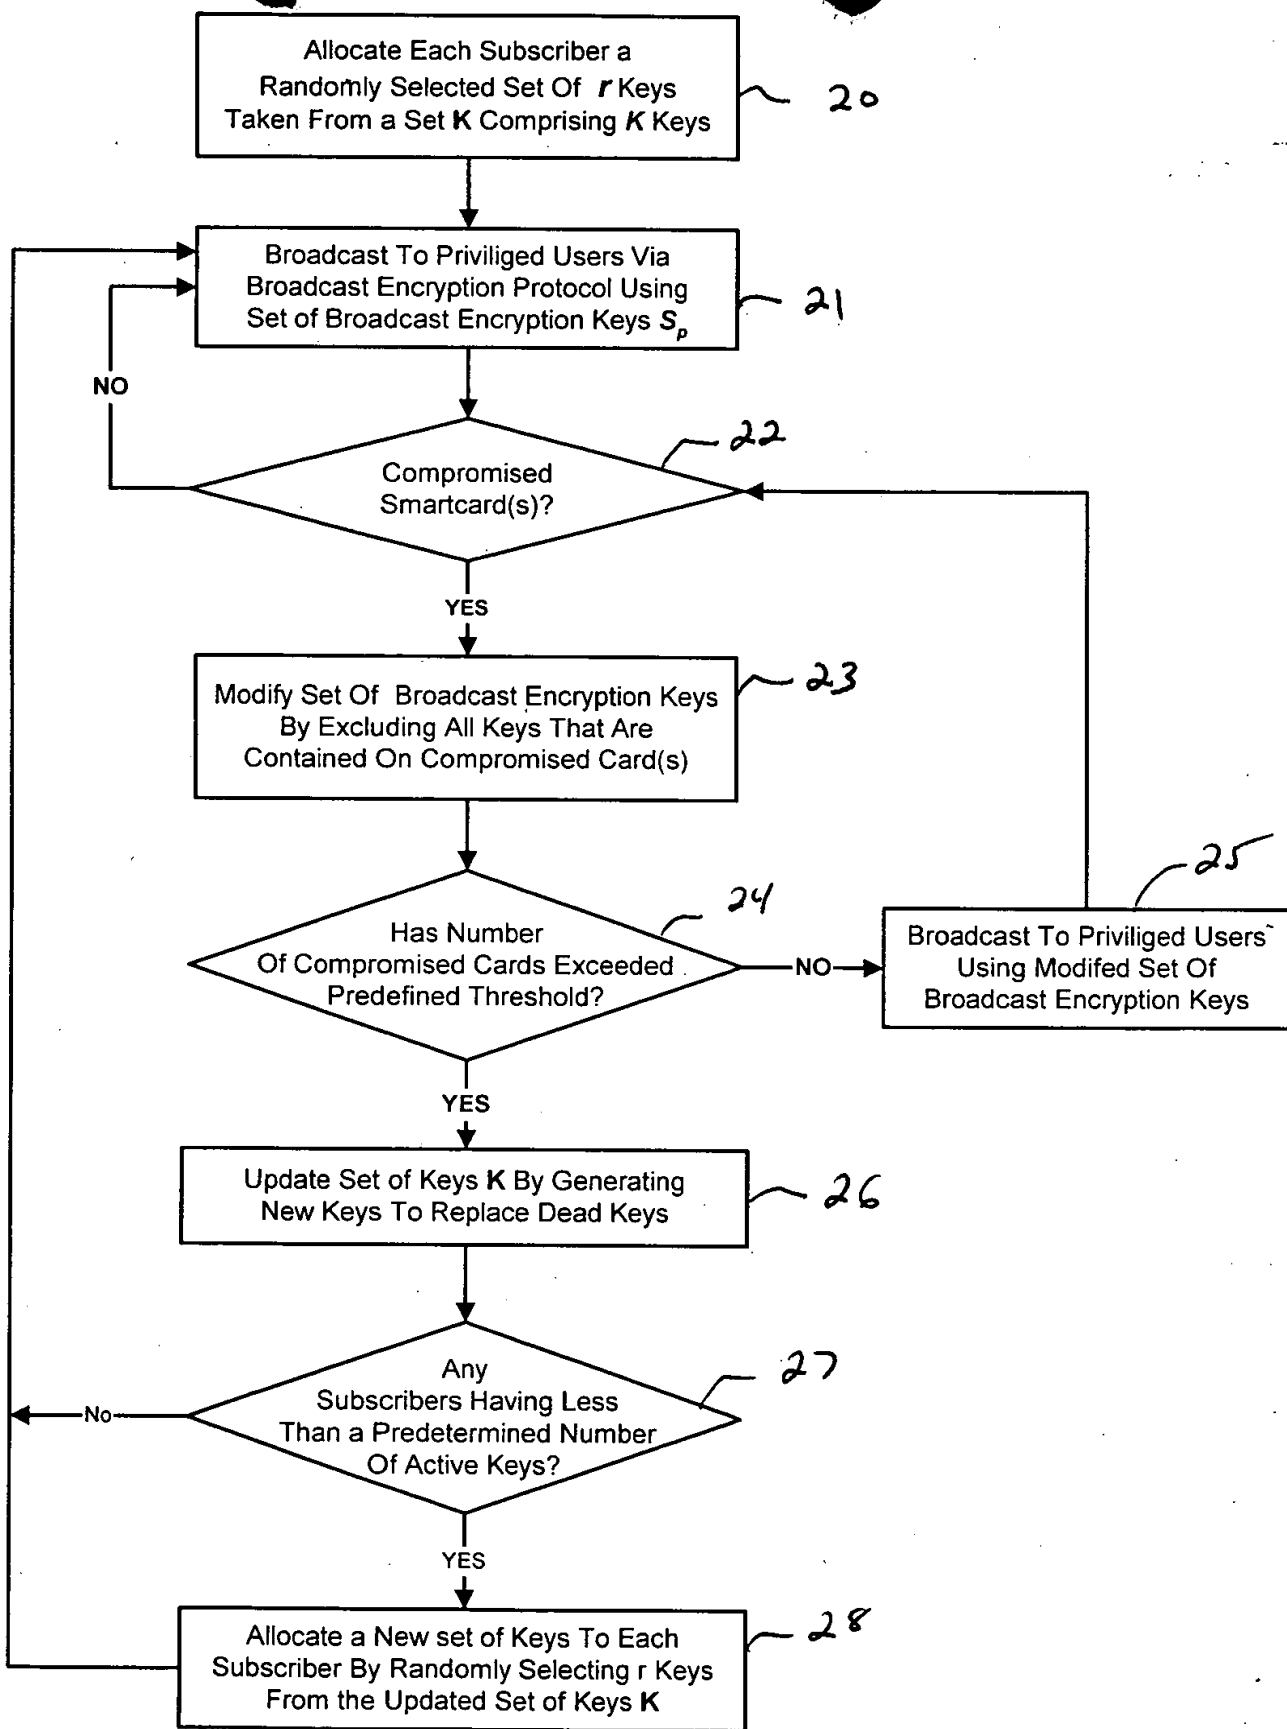 Allocate Each Subscriber a
Randomly Selected Set Of r Keys
Taken From a Set K Comprising K Keys
20
Broadcast To Priviliged Users Via
Broadcast Encryption Protocol Using
Set of Broadcast Encryption Keys Sp
21
NO
22
Compromised
Smartcard(s)?
YES
23
Modify Set Of Broadcast Encryption Keys
By Excluding All Keys That Are
Contained On Compromised Card(s)
24
Has Number
Of Compromised Cards Exceeded
Predefined Threshold?
NO
25
Broadcast To Priviliged Users
Using Modifed Set Of
Broadcast Encryption Keys
YES
Update Set of Keys K By Generating
New Keys To Replace Dead Keys
26
Any
Subscribers Having Less
Than a Predetermined Number
Of Active Keys?
27
No
YES
Allocate a New set of Keys To Each
Subscriber By Randomly Selecting r Keys
From the Updated Set of Keys K
28